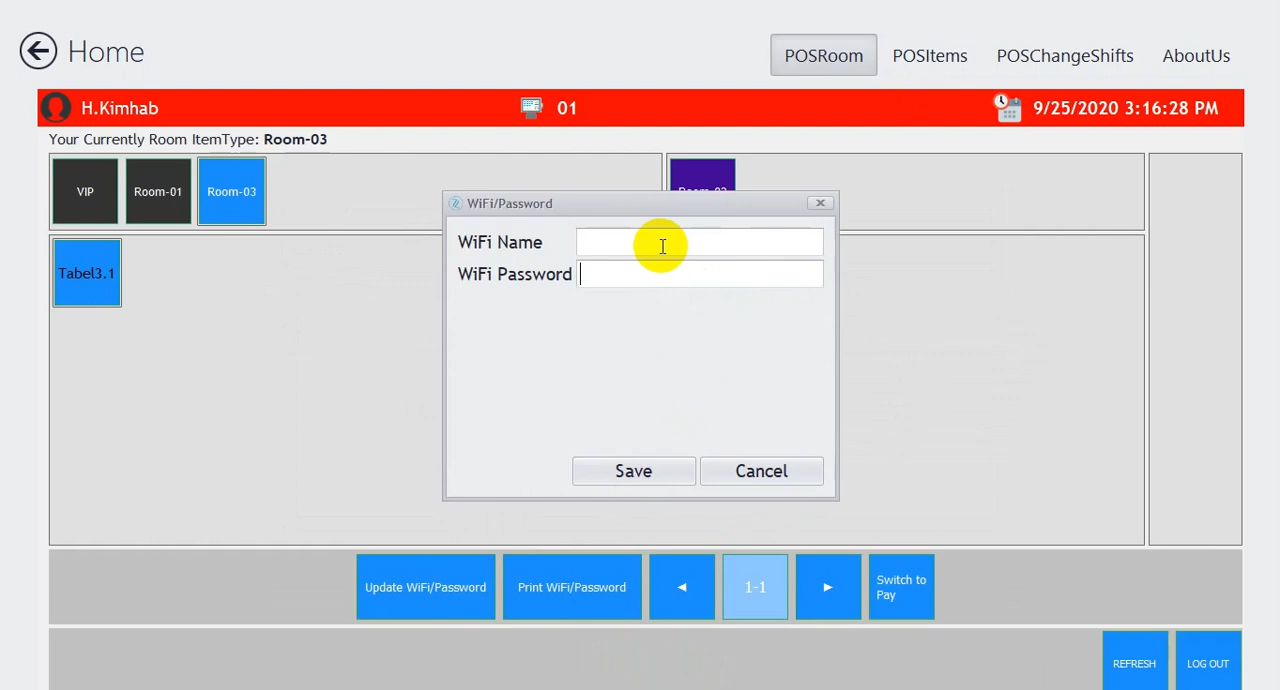 Home
POSRoom POSItems POSChangeShifts AboutUs
H.Kimhab 01 9/25/2020 3:16:28 PM
Your Currently Room ItemType: Room-03
VIP Room-01 Room-03
WiFi/Password
WiFi Name
WiFi Password
Tabel3.1
Save Cancel
Update WiFi/Password Print WiFi/Password ◄ 1-1 ► Switch to
Pay
REFRESH LOG OUT